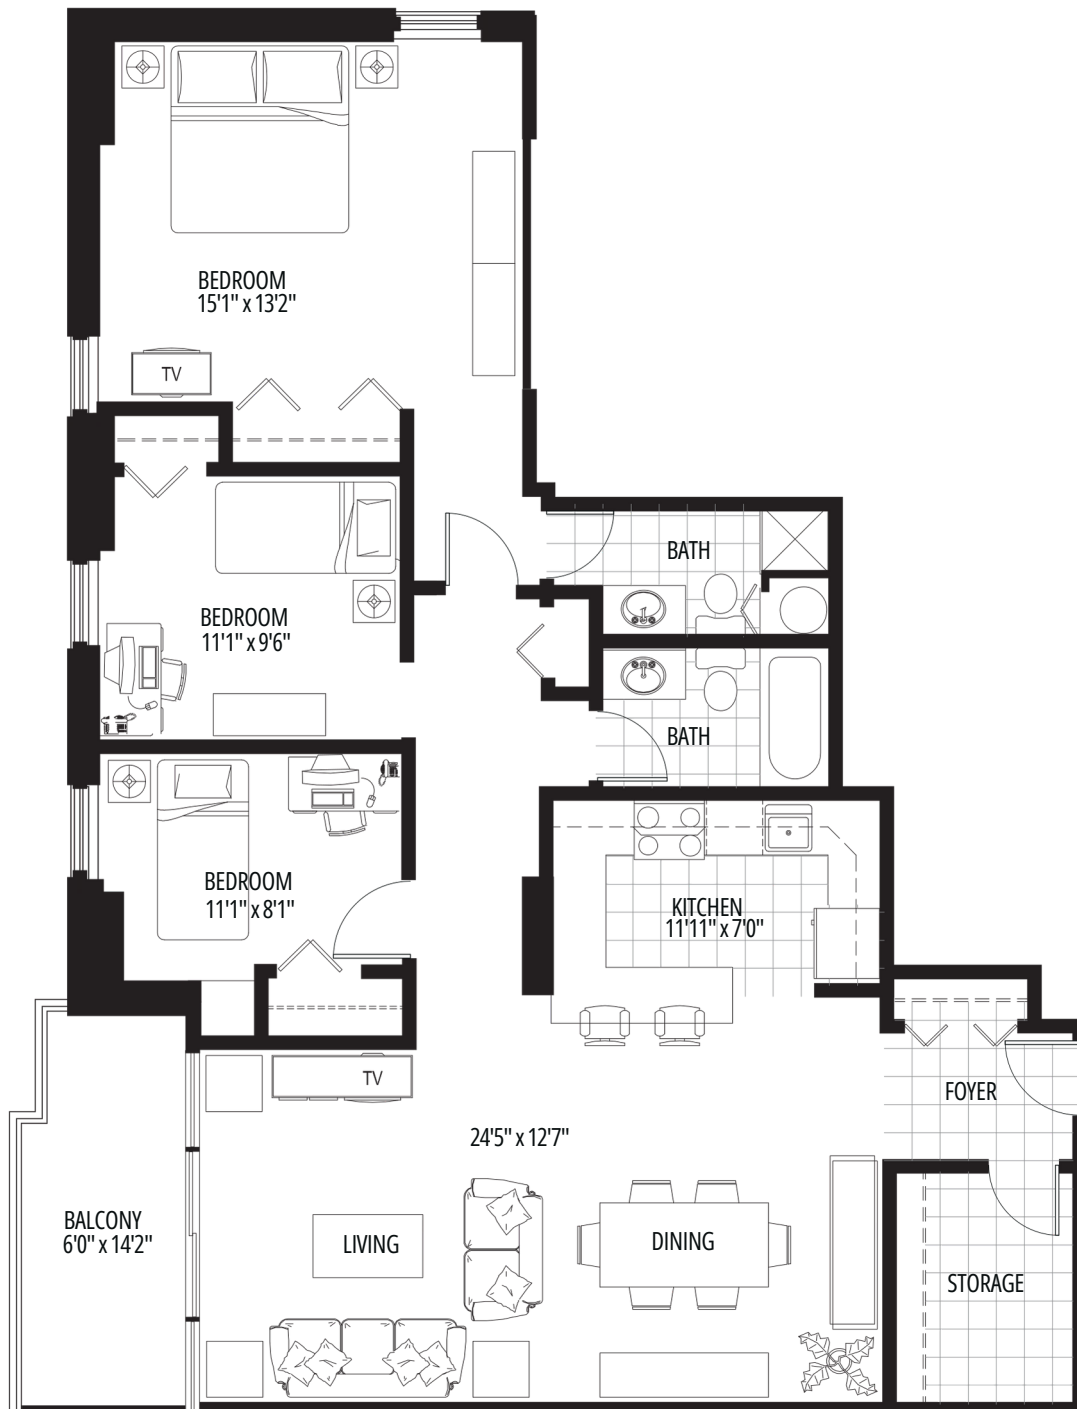 BEDROOM
15'1" x 13'2"
TV
BATH
BEDROOM
11'1" x 9'6"
BATH
BEDROOM
11'1" x 8'1"
KITCHEN
11'11" x 7'0"
TV
FOYER
24'5" x 12'7"
BALCONY
6'0" x 14'2"
LIVING
DINING
STORAGE